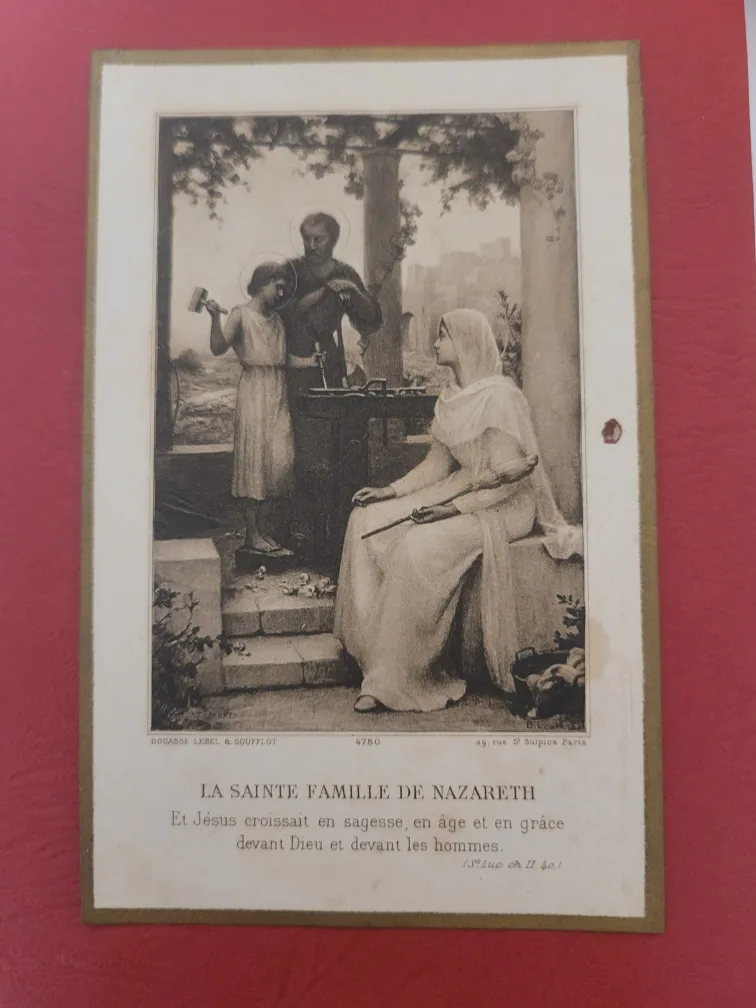 BOUASSE-LEBEL & SOUFFLOT 4780 29, rue St Sulpice Paris
LA SAINTE FAMILLE DE NAZARETH
Et Jésus croissait en sagesse, en âge et en grâce
devant Dieu et devant les hommes.
(St Luc ch. II. 40.)